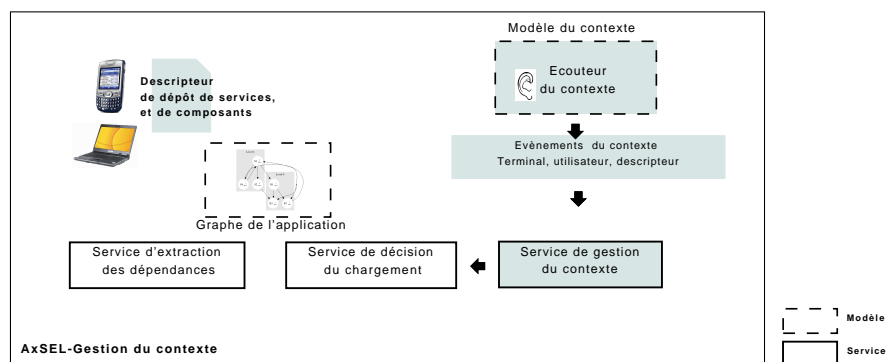 Modèle du contexte
Ecouteur
du contexte
Descripteur
de dépôt de services,
et de composants
Evènements du contexte
Terminal, utilisateur, descripteur
Graphe de l'application
Service d'extraction
des dépendances
Service de décision
du chargement
Service de gestion
du contexte
AxSEL-Gestion du contexte
Modèle
Service